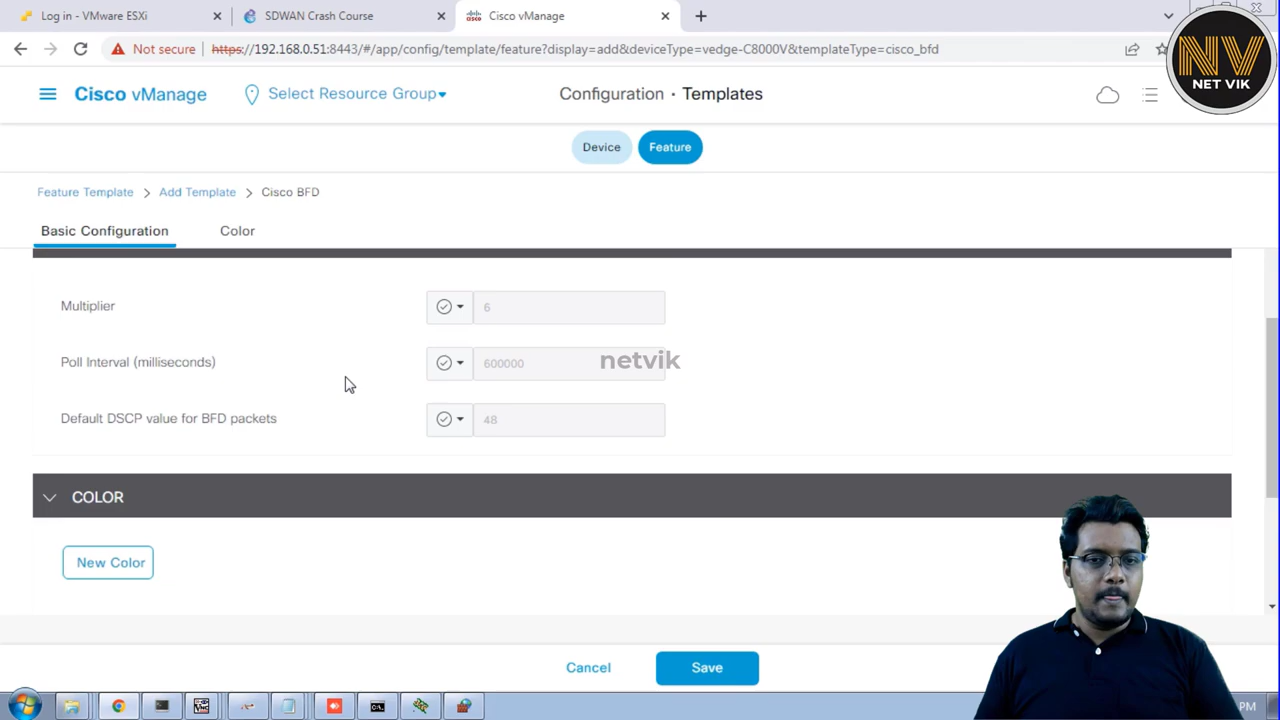 Log in - VMware ESXi
SDWAN Crash Course
Cisco vManage
Not secure
https://192.168.0.51:8443/#/app/config/template/feature?display=add&deviceType=vedge-C8000V&templateType=cisco_bfd
NV
NET VIK
Cisco vManage
Select Resource Group
Configuration · Templates
Device
Feature
Feature Template
Add Template
Cisco BFD
Basic Configuration
Color
Multiplier
6
Poll Interval (milliseconds)
600000
netvik
Default DSCP value for BFD packets
48
COLOR
New Color
Cancel
Save
PM